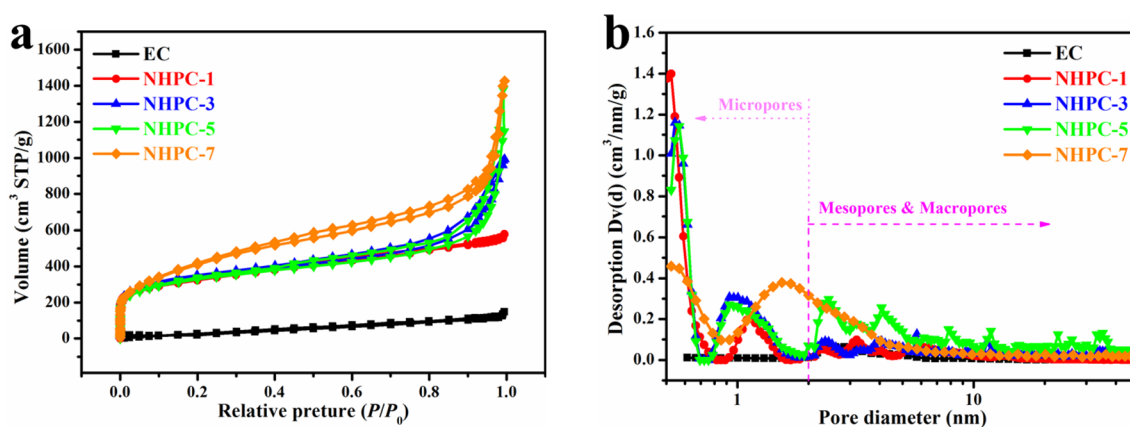 a
Volume (cm³ STP/g)
1600
1400
1200
1000
800
600
400
200
0
EC
NHPC-1
NHPC-3
NHPC-5
NHPC-7
0.0 0.2 0.4 0.6 0.8 1.0
Relative preture (P/P₀)
b
Desorption Dv(d) (cm³/nm/g)
1.6
1.4
1.2
1.0
0.8
0.6
0.4
0.2
0.0
EC
NHPC-1
NHPC-3
NHPC-5
NHPC-7
Micropores
Mesopores & Macropores
1 10
Pore diameter (nm)